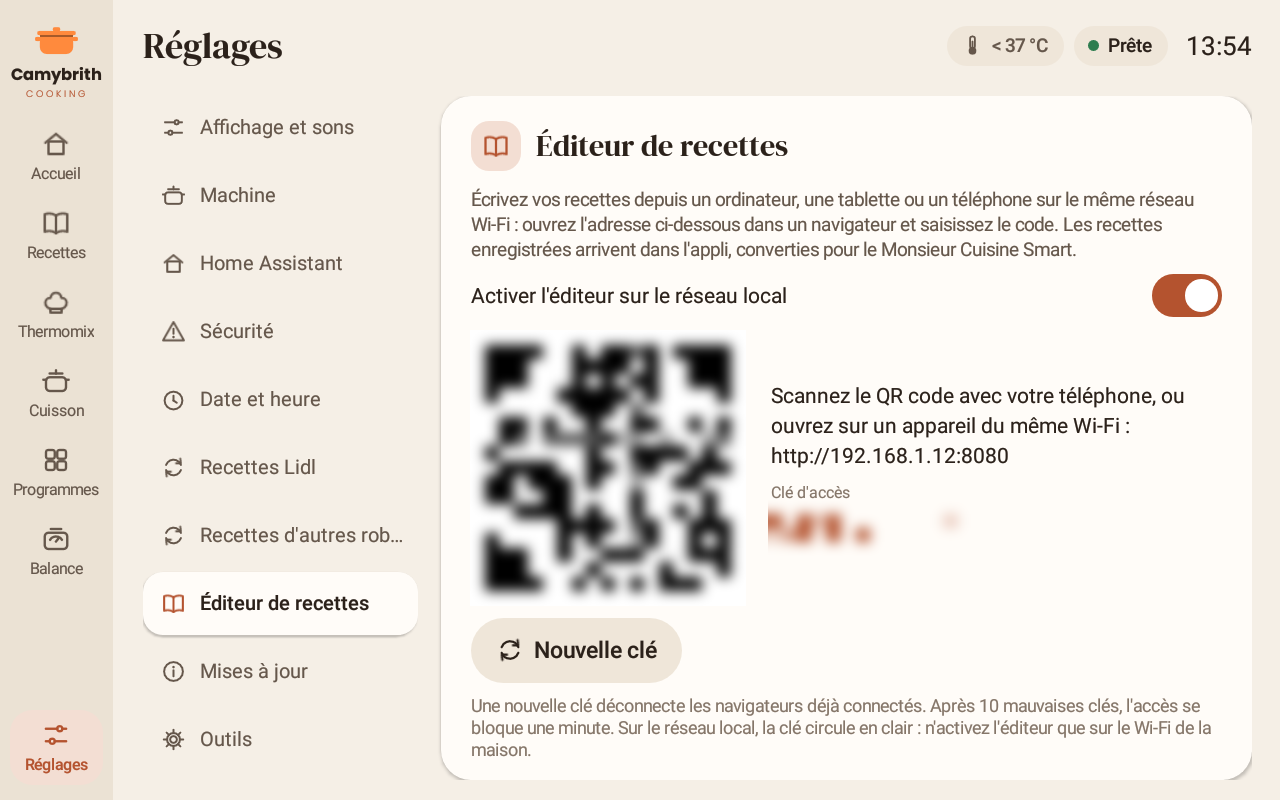 Camybrith
COOKING
Accueil
Recettes
Thermomix
Cuisson
Programmes
Balance
Réglages
Réglages
< 37 °C
Prête
13:54
Affichage et sons
Machine
Home Assistant
Sécurité
Date et heure
Recettes Lidl
Recettes d'autres rob…
Éditeur de recettes
Mises à jour
Outils
Éditeur de recettes
Écrivez vos recettes depuis un ordinateur, une tablette ou un téléphone sur le même réseau
Wi-Fi : ouvrez l'adresse ci-dessous dans un navigateur et saisissez le code. Les recettes
enregistrées arrivent dans l'appli, converties pour le Monsieur Cuisine Smart.
Activer l'éditeur sur le réseau local
Scannez le QR code avec votre téléphone, ou
ouvrez sur un appareil du même Wi-Fi :
http://192.168.1.12:8080
Clé d'accès
Nouvelle clé
Une nouvelle clé déconnecte les navigateurs déjà connectés. Après 10 mauvaises clés, l'accès se
bloque une minute. Sur le réseau local, la clé circule en clair : n'activez l'éditeur que sur le Wi-Fi de la
maison.